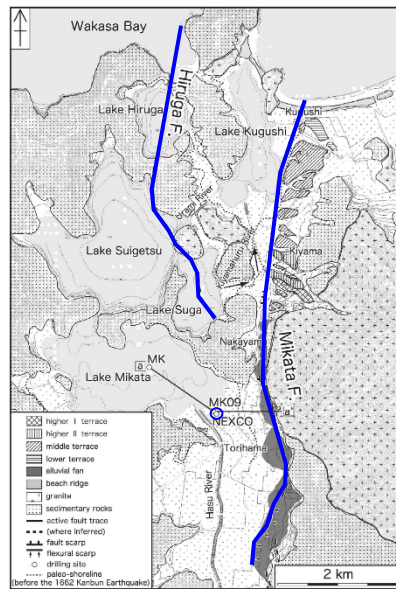 Wakasa Bay
Lake Hiruga
Hiruga F.
Lake Kugushi
Kugushi
Urami River
Lake Suigetsu
Kiyama
Lake Suga
Nakayama
Mikata F.
a
MK
Lake Mikata
MK09
NEXCO
a'
Torihama
Hasu River
higher I terrace
higher II terrace
middle terrace
lower terrace
alluvial fan
beach ridge
granite
sedimentary rocks
active fault trace
(where inferred)
fault scarp
flexural scarp
drilling site
paleo-shoreline
(before the 1662 Kanbun Earthquake)
2 km